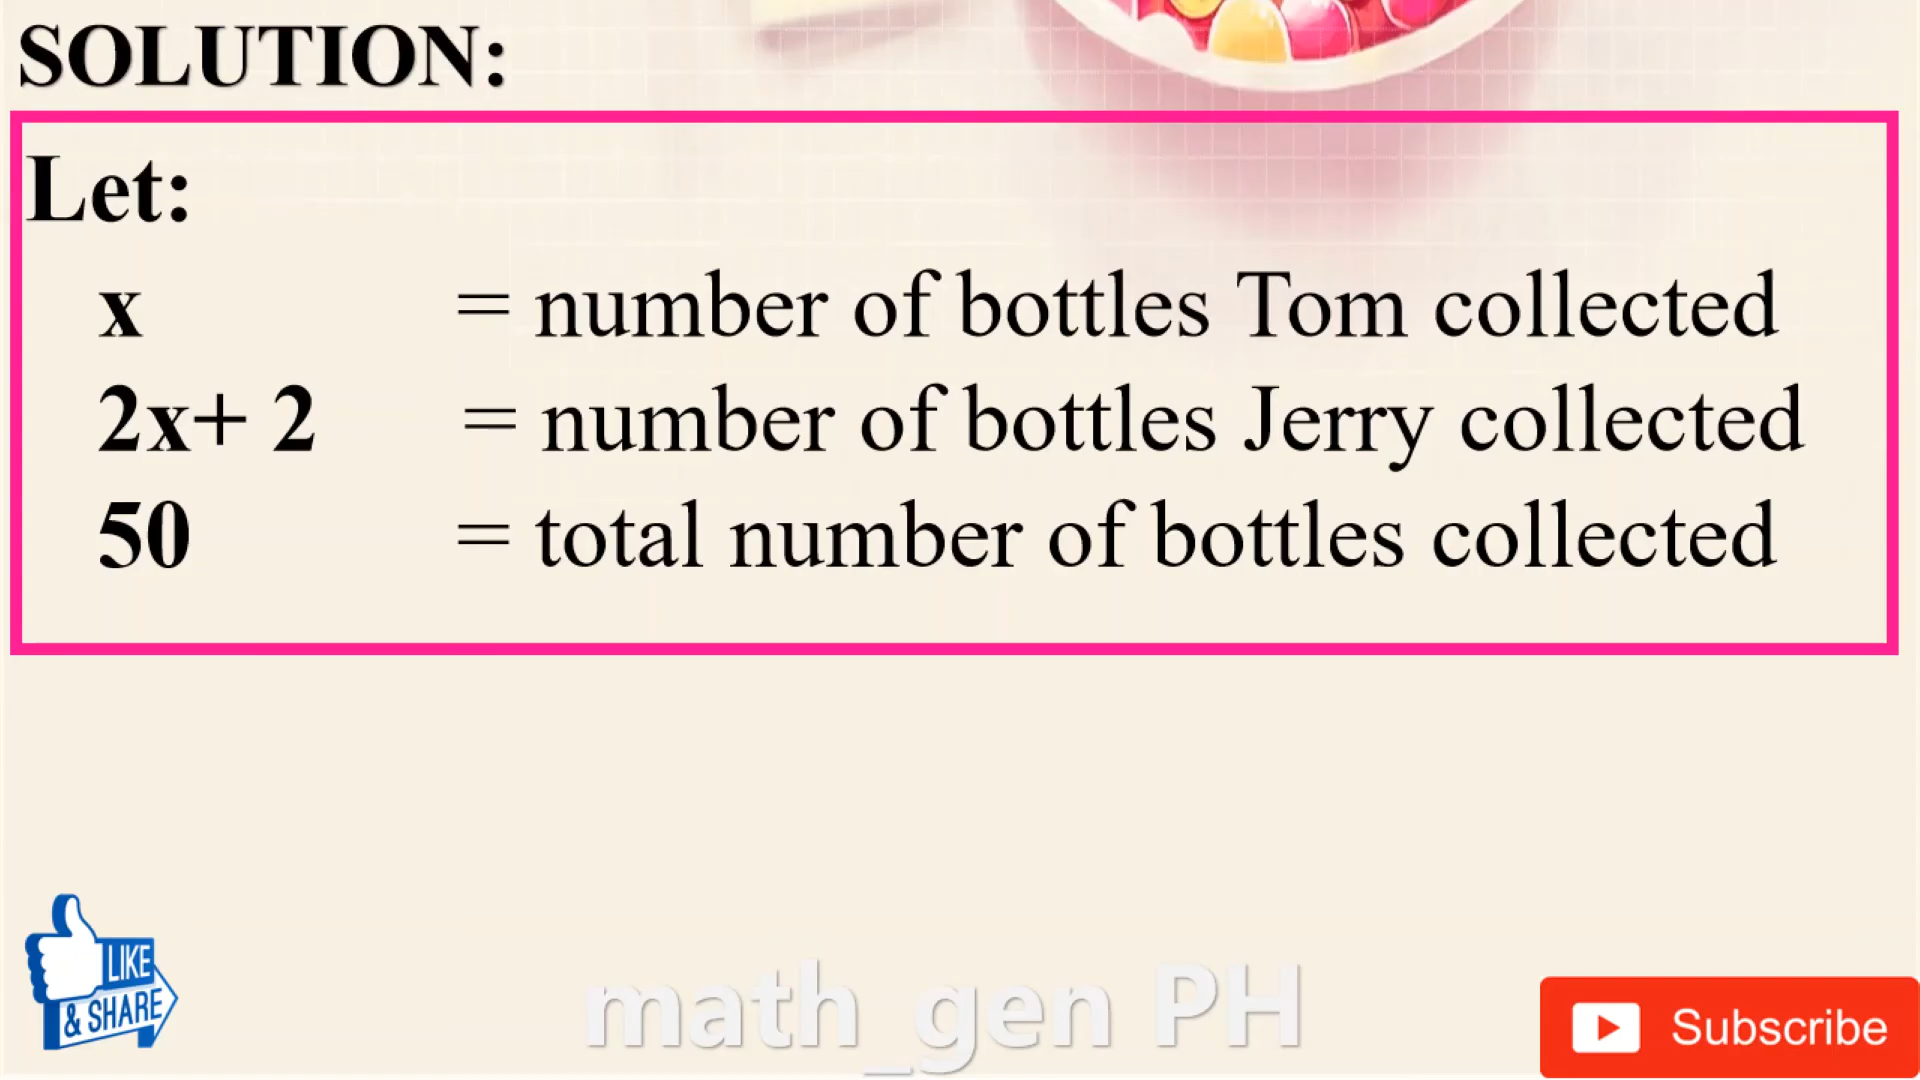 SOLUTION:
Let:
x = number of bottles Tom collected
2x+ 2 = number of bottles Jerry collected
50 = total number of bottles collected
LIKE
& SHARE
math_gen PH
Subscribe